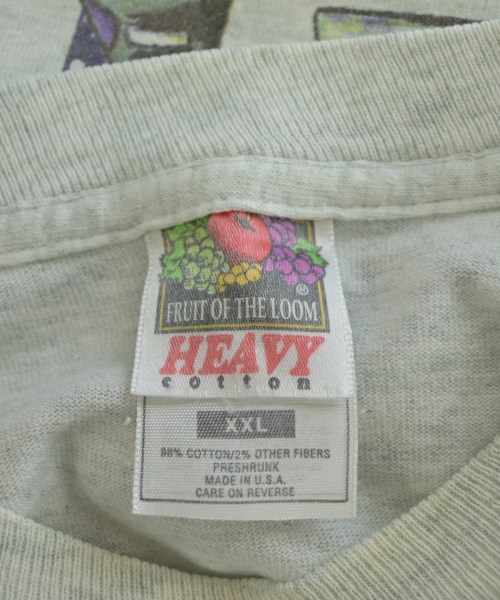 ®
FRUIT OF THE LOOM
HEAVY
cotton
XXL
98% COTTON/2% OTHER FIBERS
PRESHRUNK
MADE IN U.S.A.
CARE ON REVERSE